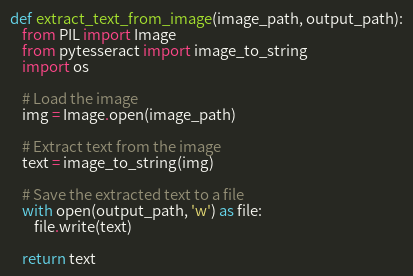 def extract_text_from_image(image_path, output_path):
    from PIL import Image
    from pytesseract import image_to_string
    import os

    # Load the image
    img = Image.open(image_path)

    # Extract text from the image
    text = image_to_string(img)

    # Save the extracted text to a file
    with open(output_path, 'w') as file:
        file.write(text)

    return text